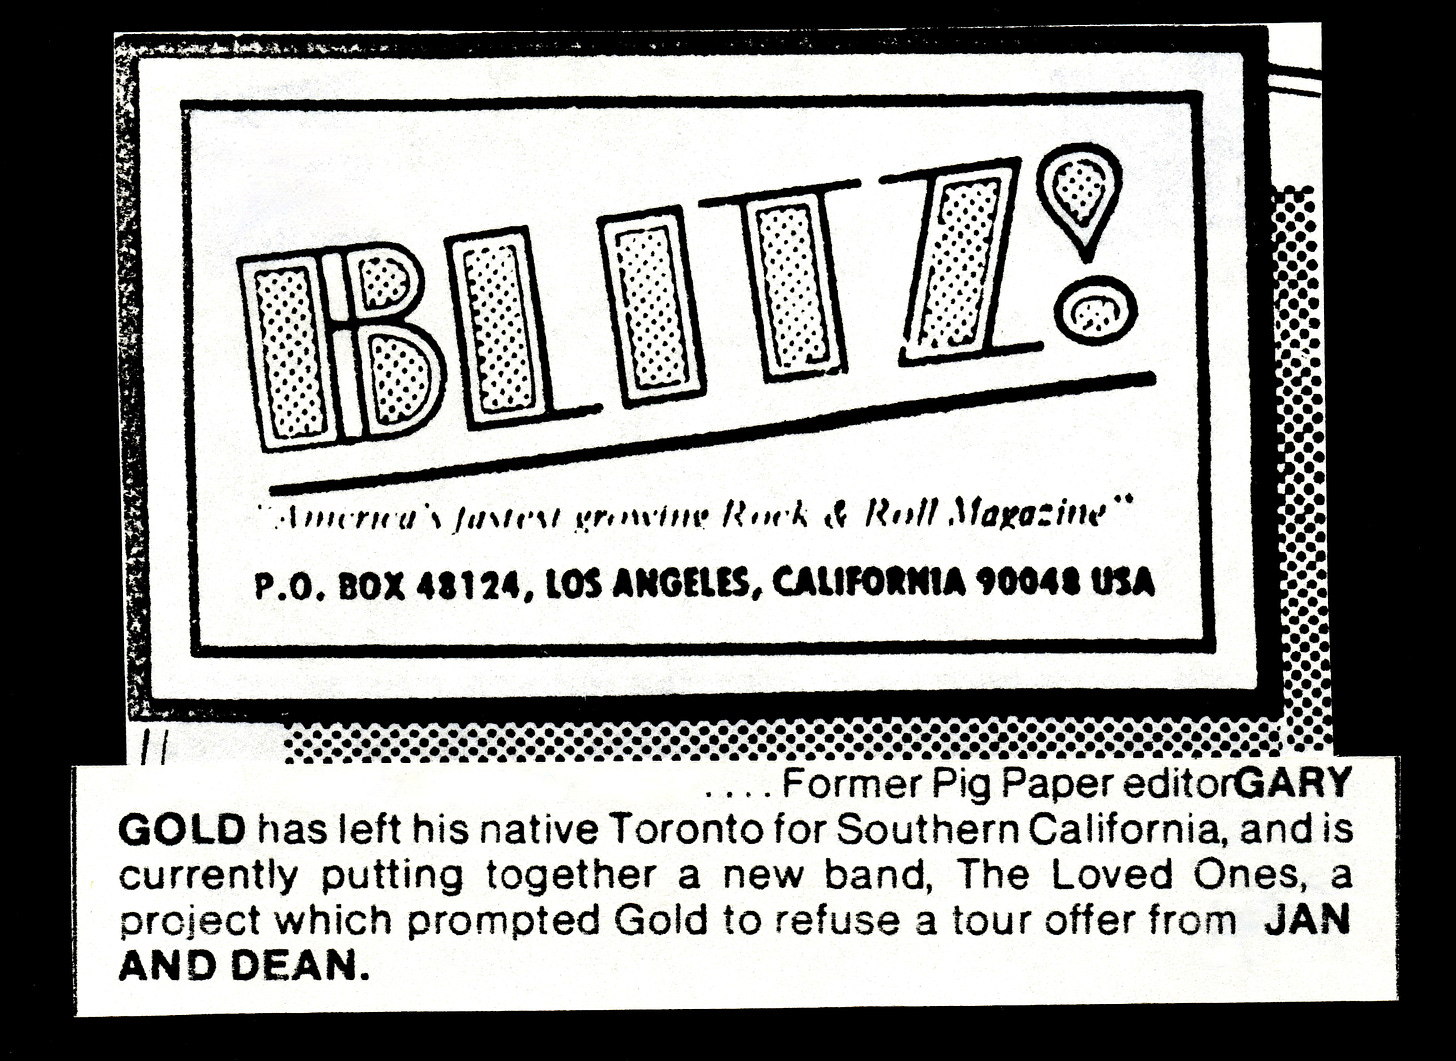 BLITZ!
"America's fastest growing Rock & Roll Magazine"
P.O. BOX 48124, LOS ANGELES, CALIFORNIA 90048 USA
....Former Pig Paper editorGARY
GOLD has left his native Toronto for Southern California, and is
currently putting together a new band, The Loved Ones, a
project which prompted Gold to refuse a tour offer from JAN
AND DEAN.